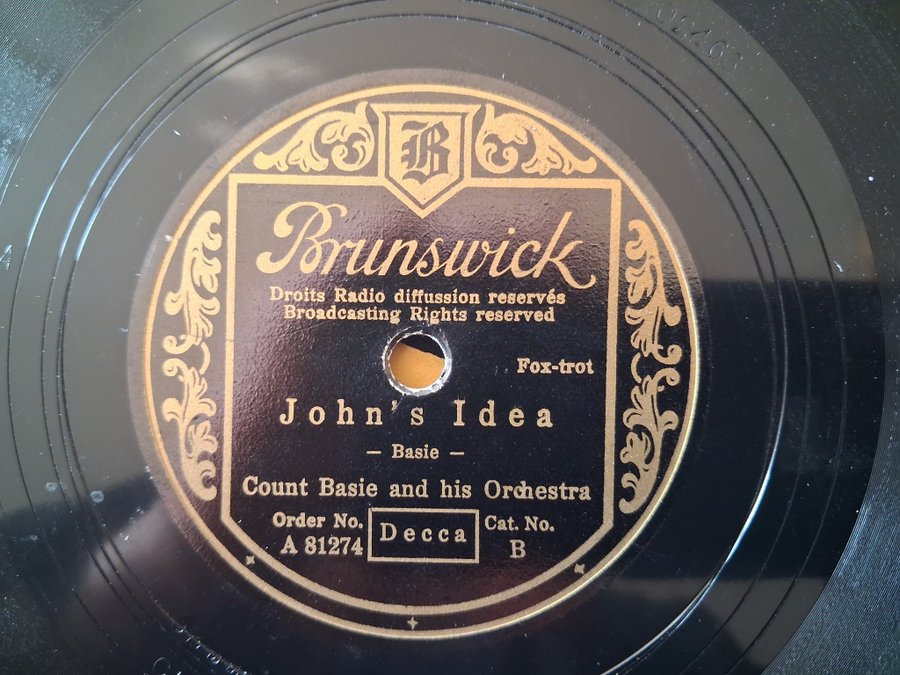 B
Brunswick
Droits Radio diffussion reservés
Broadcasting Rights reserved
Fox-trot
John's Idea
— Basie —
Count Basie and his Orchestra
Order No. Decca Cat. No.
A 81274 B